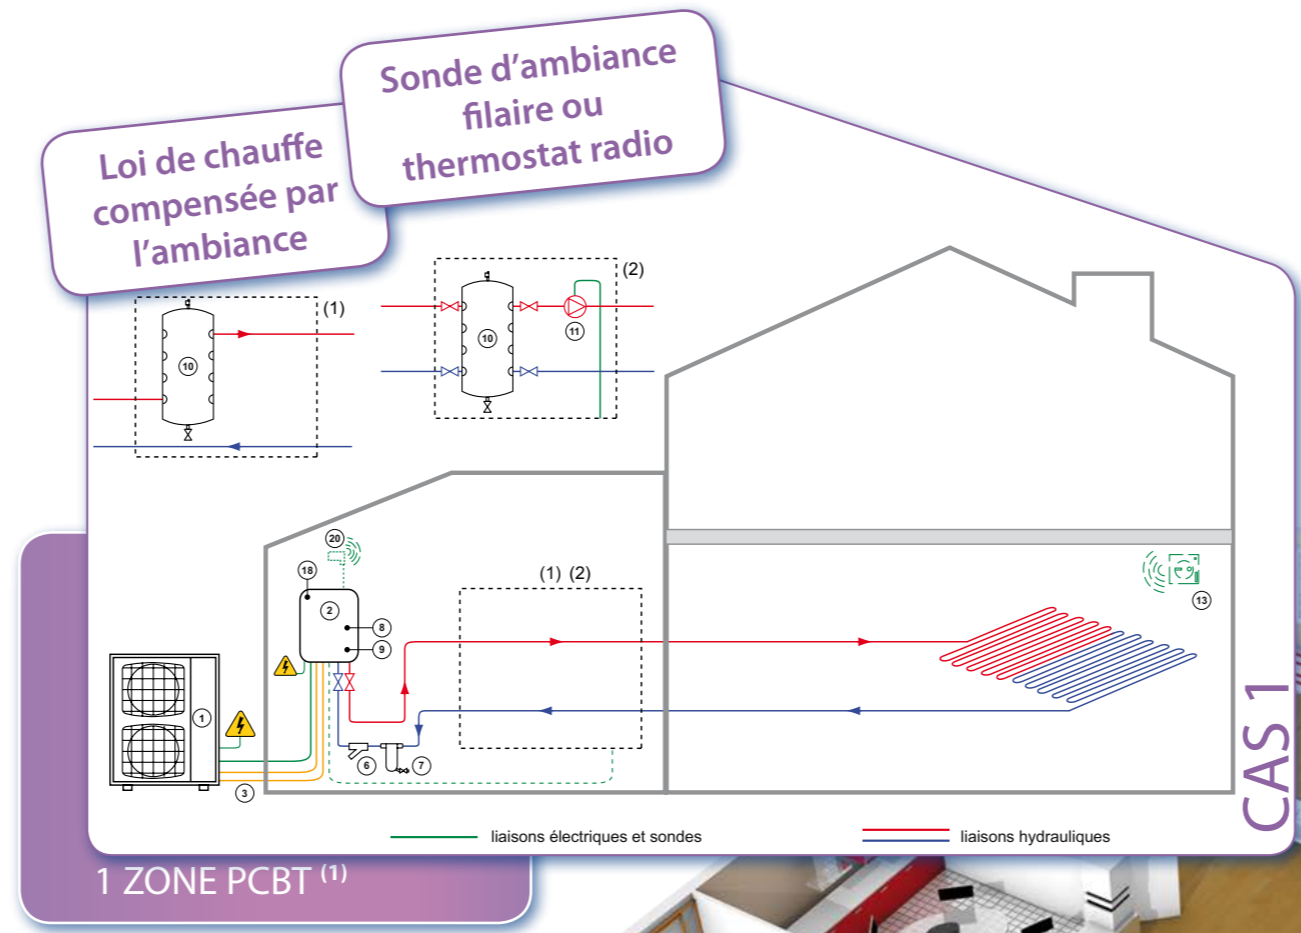 Loi de chauffe
compensée par
l'ambiance
Sonde d'ambiance
filaire ou
thermostat radio
(1)
10
(2)
10
11
20
18
2
8
9
(1) (2)
13
1
3
6
7
CAS 1
liaisons électriques et sondes
liaisons hydrauliques
1 ZONE PCBT (1)